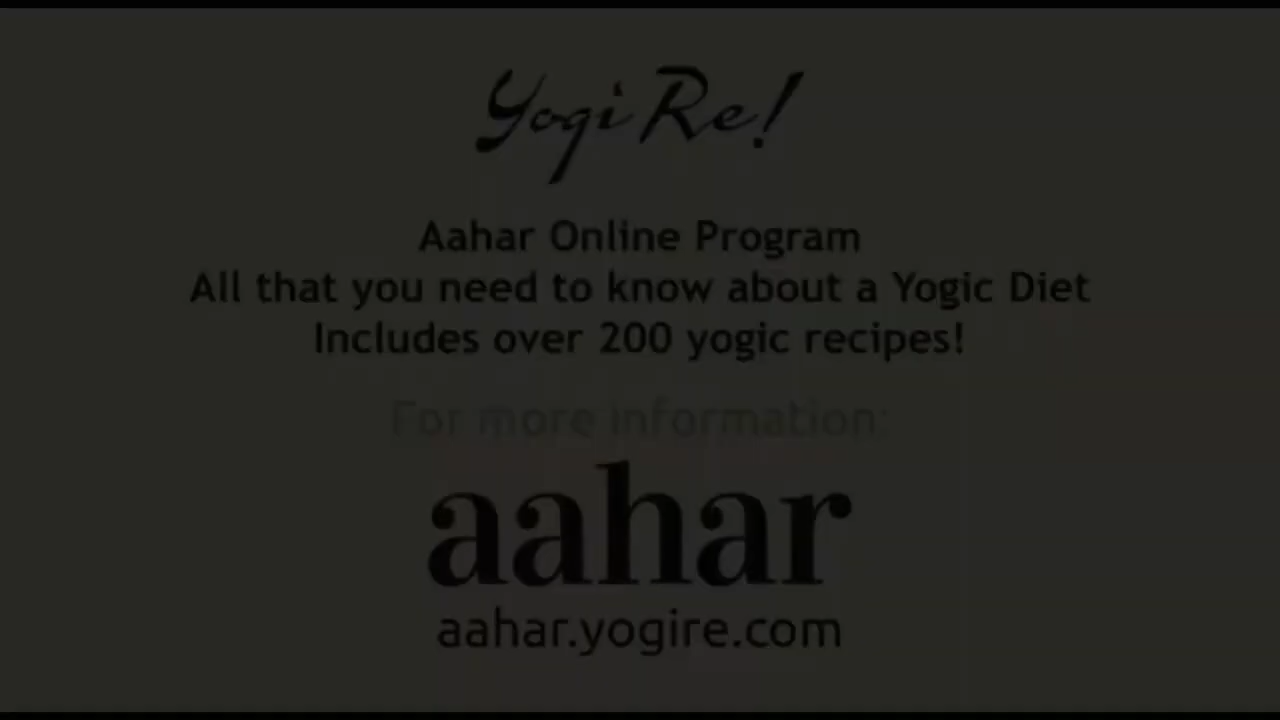 Yogi Re!
Aahar Online Program
All that you need to know about a Yogic Diet
Includes over 200 yogic recipes!
For more information:
aahar
aahar.yogire.com